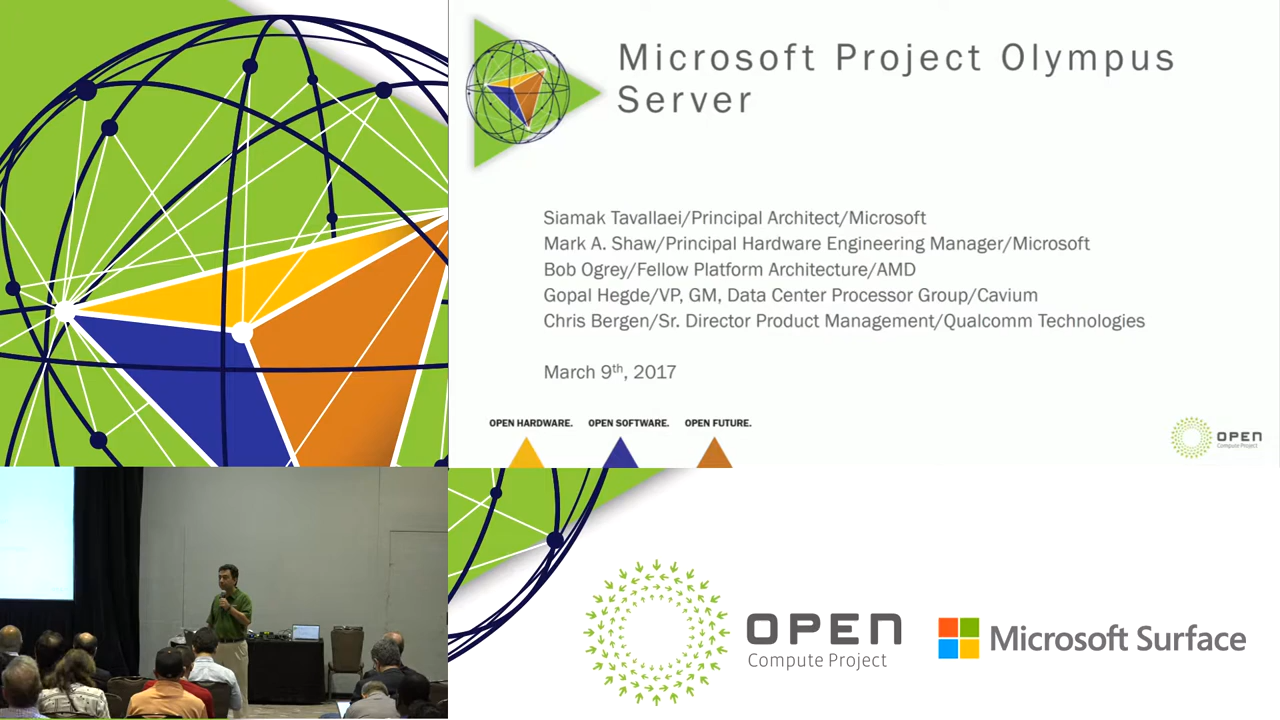 Microsoft Project Olympus
Server
Siamak Tavallaei/Principal Architect/Microsoft
Mark A. Shaw/Principal Hardware Engineering Manager/Microsoft
Bob Ogrey/Fellow Platform Architecture/AMD
Gopal Hegde/VP, GM, Data Center Processor Group/Cavium
Chris Bergen/Sr. Director Product Management/Qualcomm Technologies
March 9th, 2017
OPEN HARDWARE. OPEN SOFTWARE. OPEN FUTURE.
OPEN
Compute Project
OPEN
Compute Project
Microsoft Surface